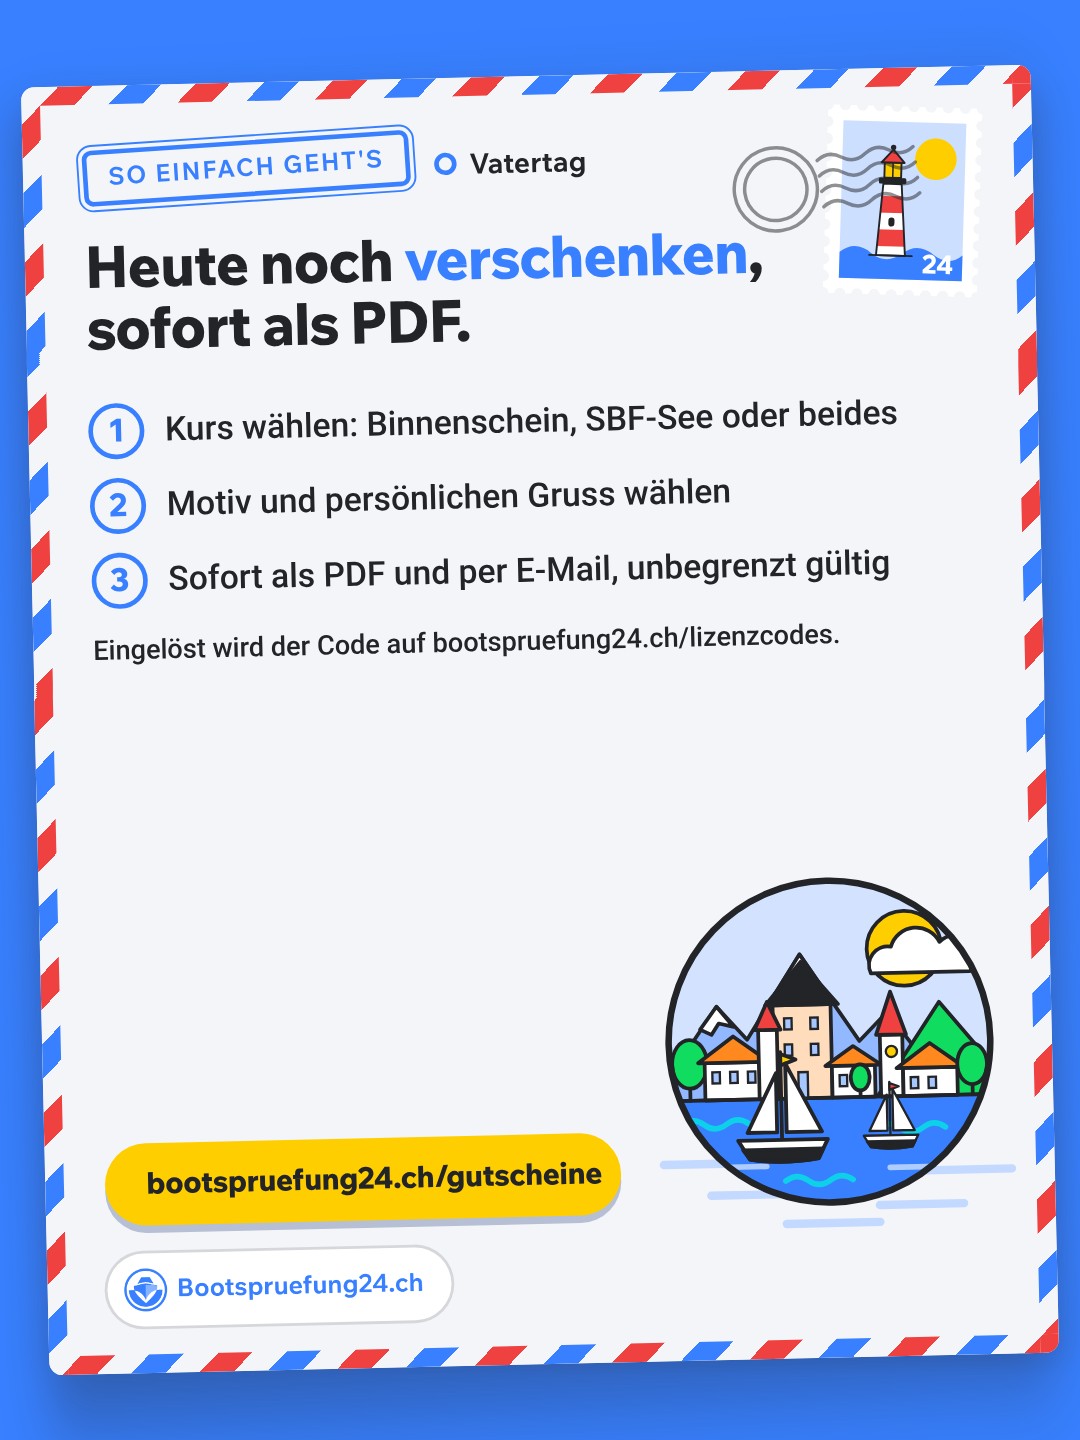 SO EINFACH GEHT'S
Vatertag
24
Heute noch verschenken,
sofort als PDF.
1 Kurs wählen: Binnenschein, SBF-See oder beides
2 Motiv und persönlichen Gruss wählen
3 Sofort als PDF und per E-Mail, unbegrenzt gültig
Eingelöst wird der Code auf bootspruefung24.ch/lizenzcodes.
bootspruefung24.ch/gutscheine
Bootspruefung24.ch